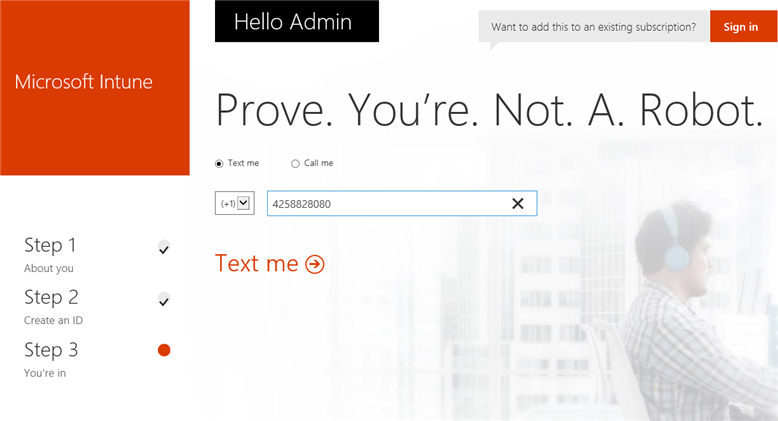 Hello Admin
Want to add this to an existing subscription?
Sign in
Microsoft Intune
Prove. You’re. Not. A. Robot.
Text me
Call me
(+1)
4258828080
Text me
Step 1
About you
Step 2
Create an ID
Step 3
You’re in